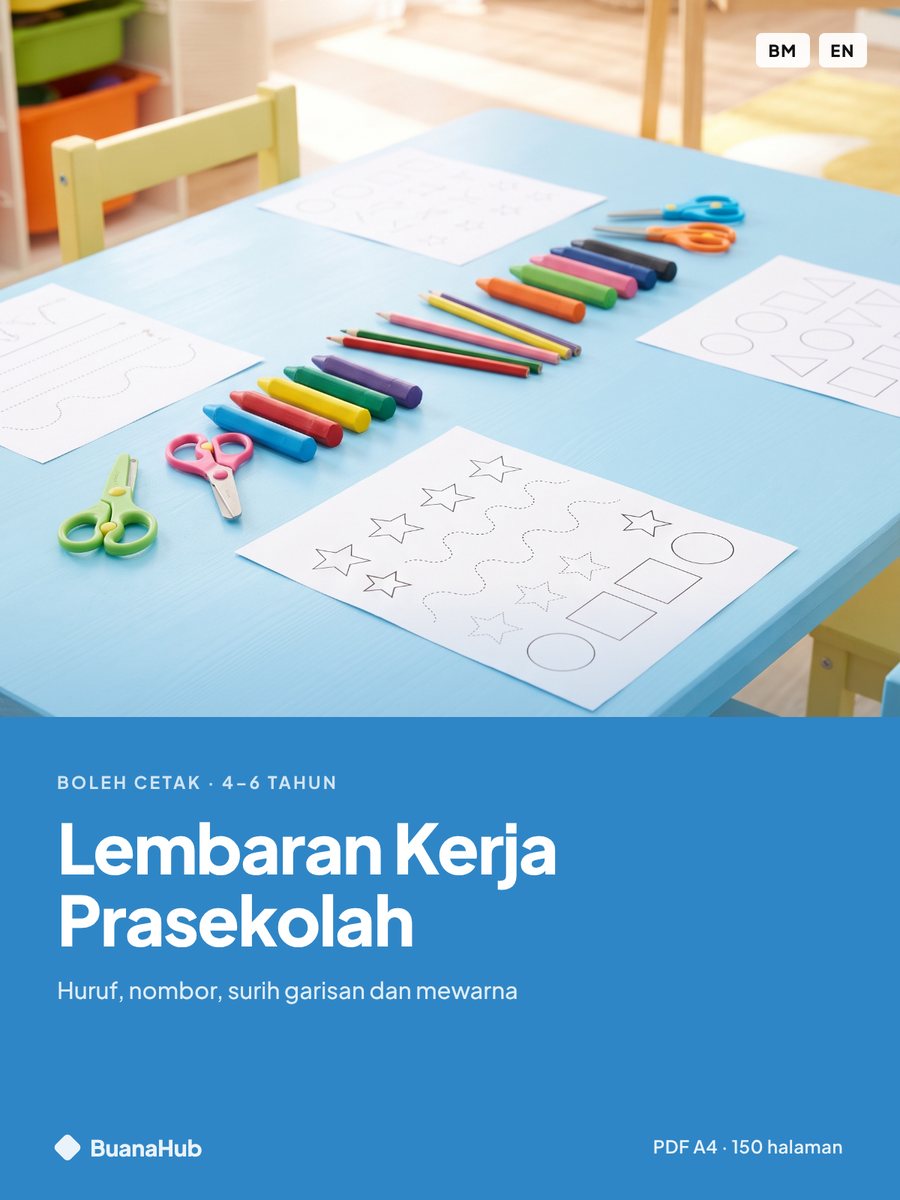 BM EN
BOLEH CETAK · 4–6 TAHUN
Lembaran Kerja
Prasekolah
Huruf, nombor, surih garisan dan mewarna
BuanaHub
PDF A4 · 150 halaman